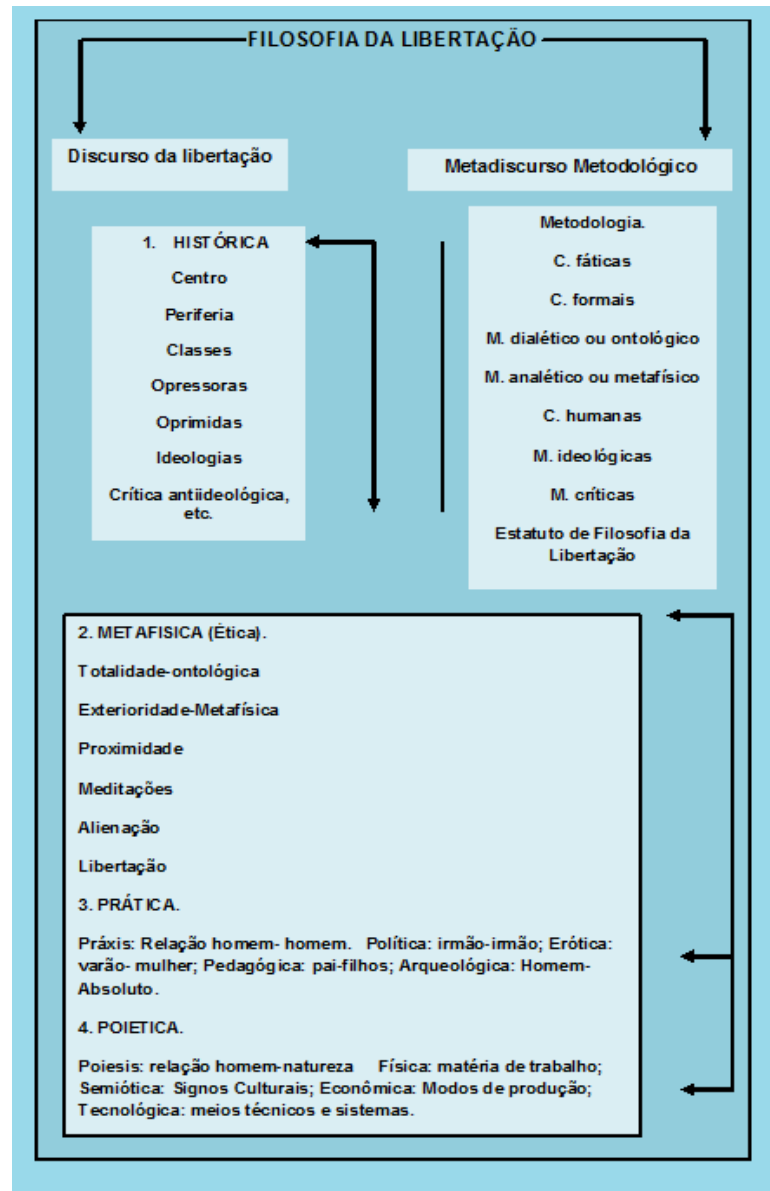 FILOSOFIA DA LIBERTAÇÃO
Discurso da libertação
1. HISTÓRICA
Centro
Periferia
Classes
Opressoras
Oprimidas
Ideologias
Crítica antiideológica,
etc.
Metadiscurso Metodológico
Metodologia.
C. fáticas
C. formais
M. dialético ou ontológico
M. analético ou metafísico
C. humanas
M. ideológicas
M. críticas
Estatuto de Filosofia da
Libertação
2. METAFISICA (Ética).
Totalidade-ontológica
Exterioridade-Metafísica
Proximidade
Meditações
Alienação
Libertação
3. PRÁTICA.
Práxis: Relação homem- homem. Política: irmão-irmão; Erótica:
varão- mulher; Pedagógica: pai-filhos; Arqueológica: Homem-
Absoluto.
4. POIETICA.
Poiesis: relação homem-natureza Física: matéria de trabalho;
Semiótica: Signos Culturais; Econômica: Modos de produção;
Tecnológica: meios técnicos e sistemas.